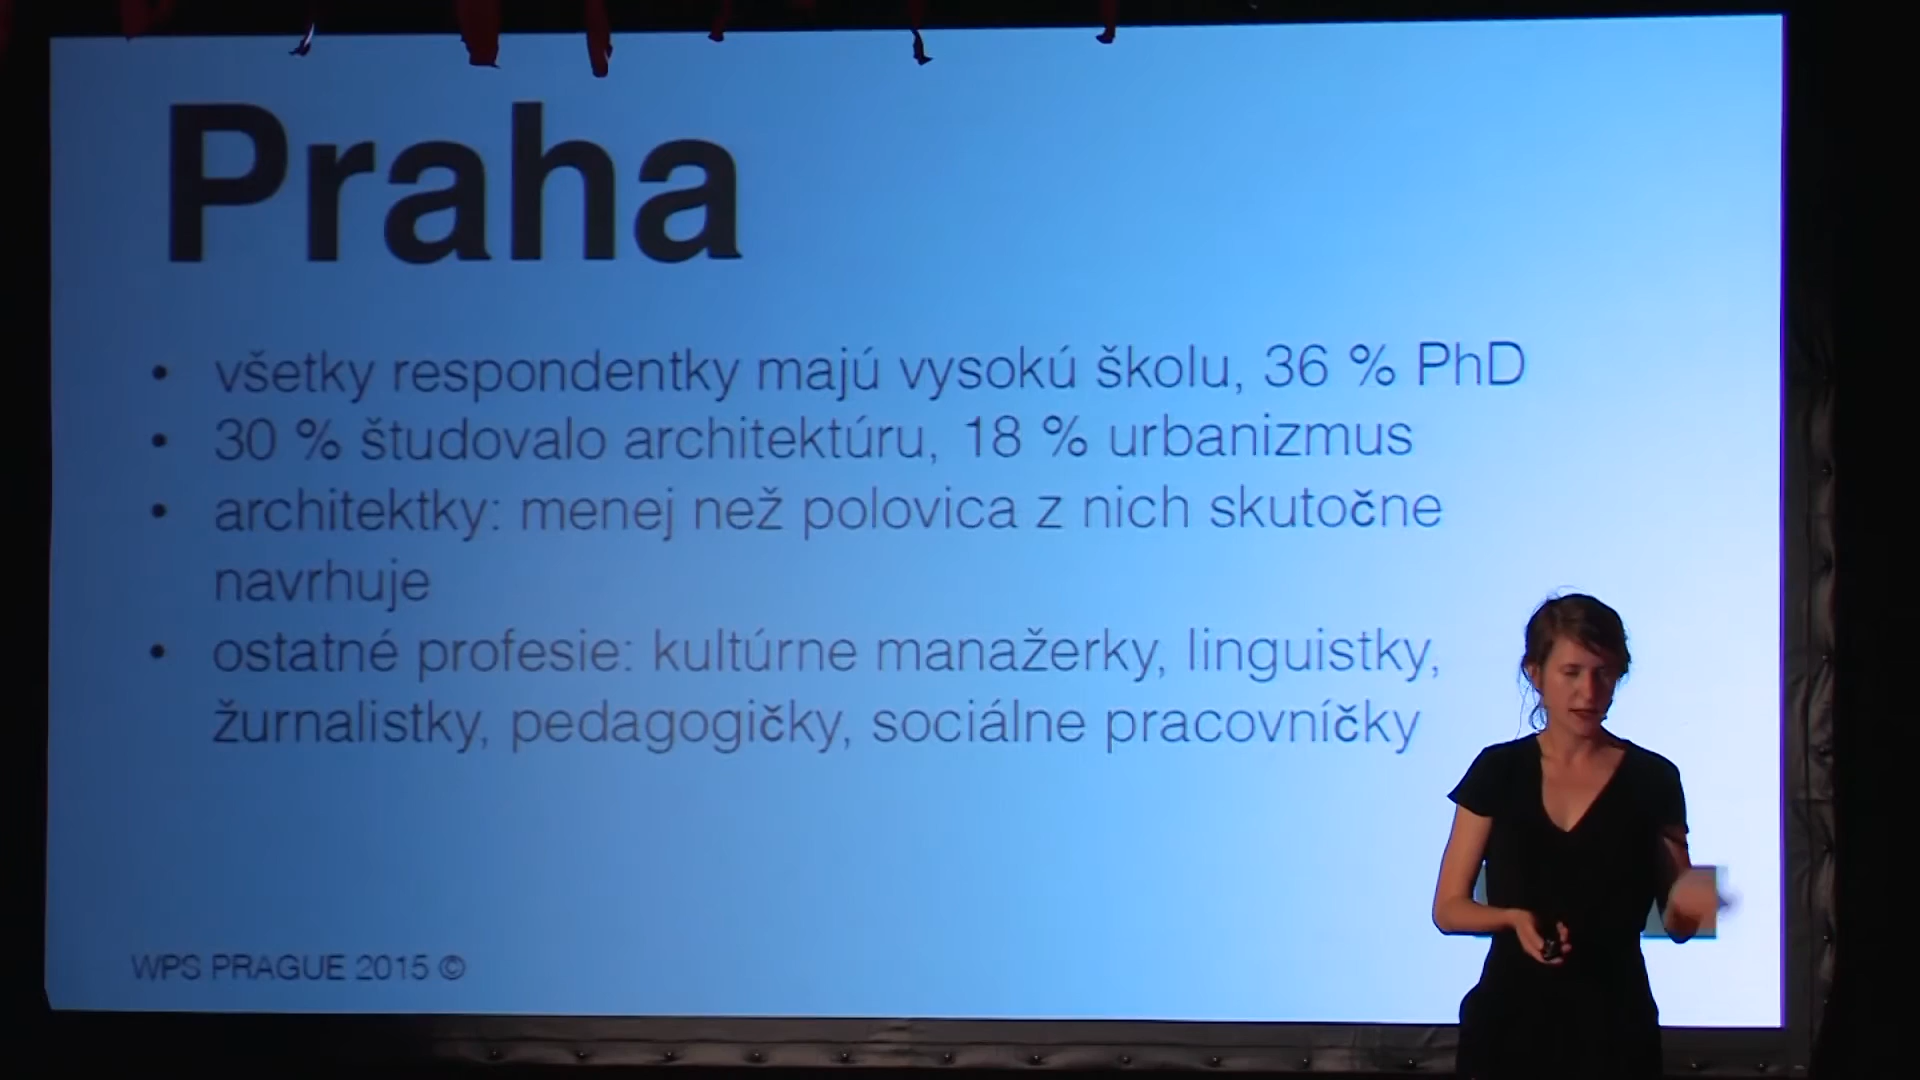 Praha
• všetky respondentky majú vysokú školu, 36 % PhD
• 30 % študovalo architektúru, 18 % urbanizmus
• architektky: menej než polovica z nich skutočne
navrhuje
• ostatné profesie: kultúrne manažerky, linguistky,
žurnalistky, pedagogičky, sociálne pracovníčky
WPS PRAGUE 2015 ©